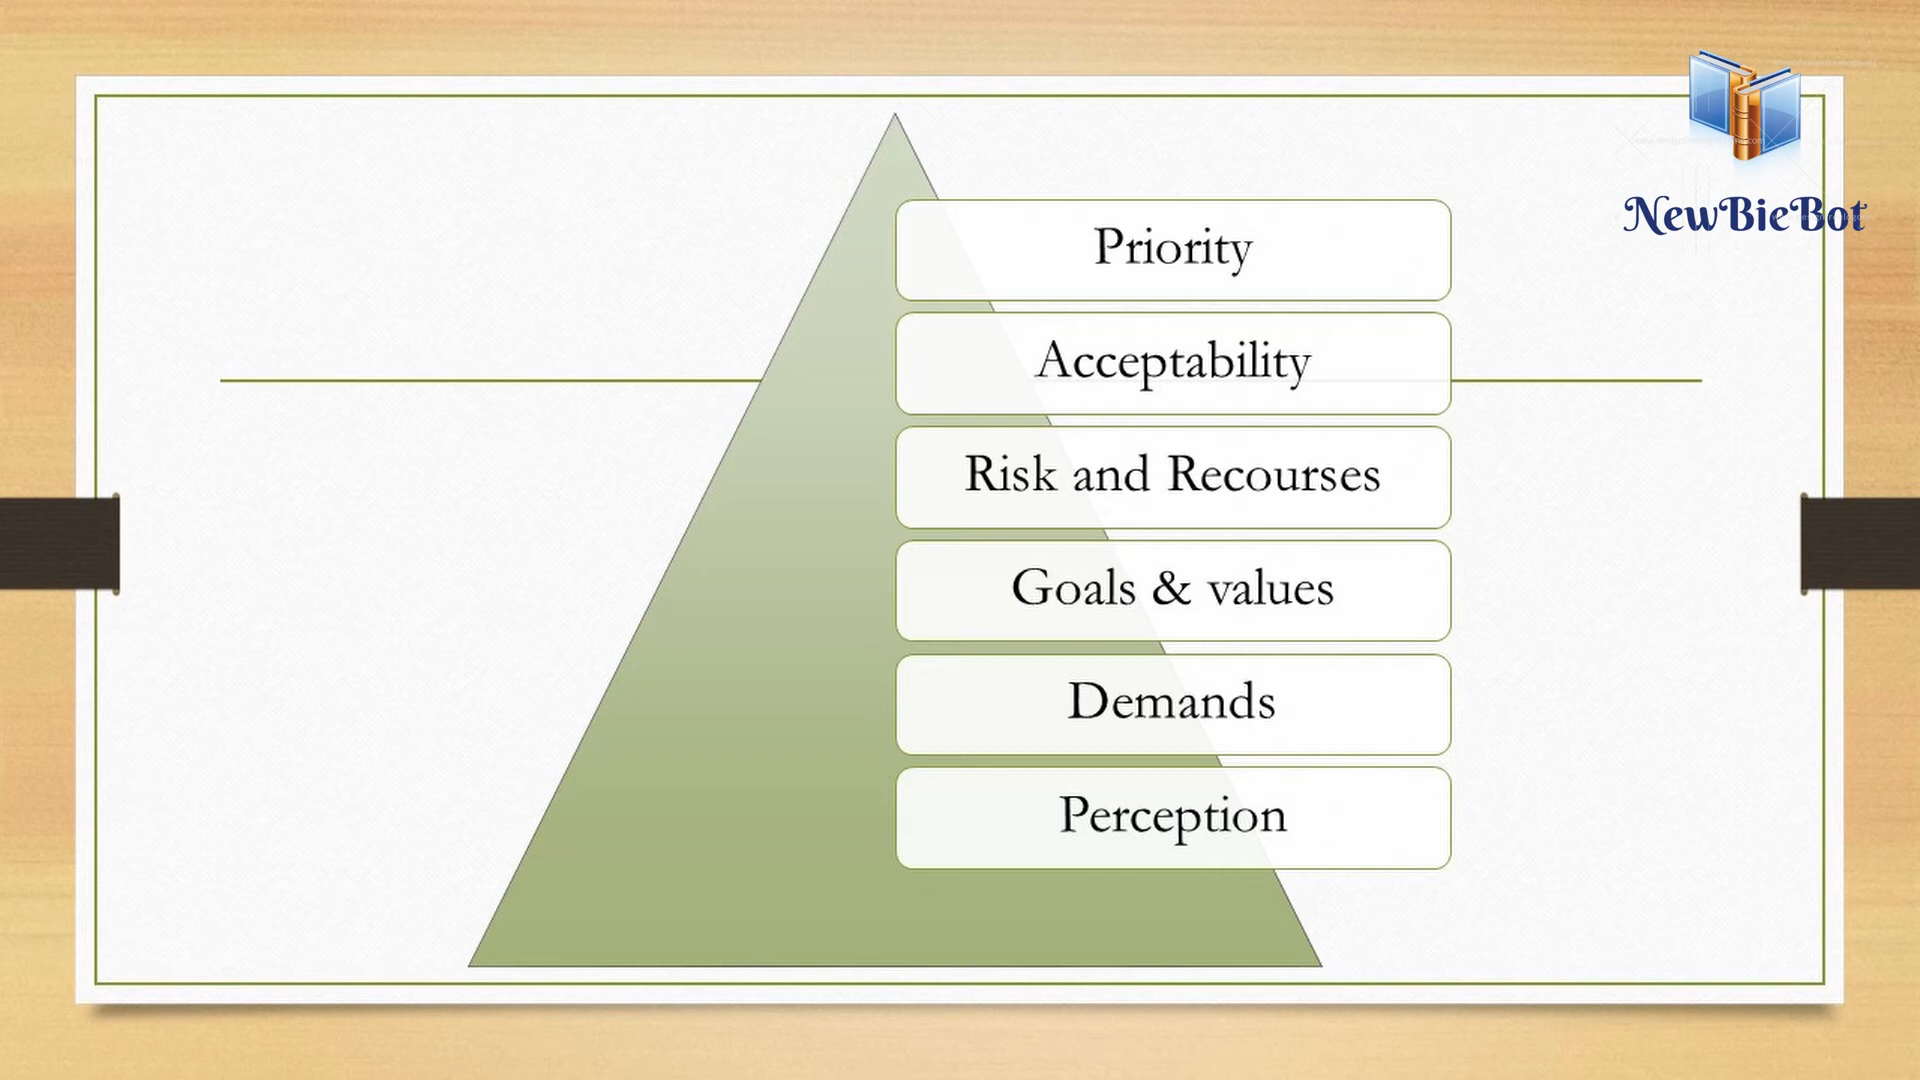 NewBieBot
Priority
Acceptability
Risk and Recourses
Goals & values
Demands
Perception